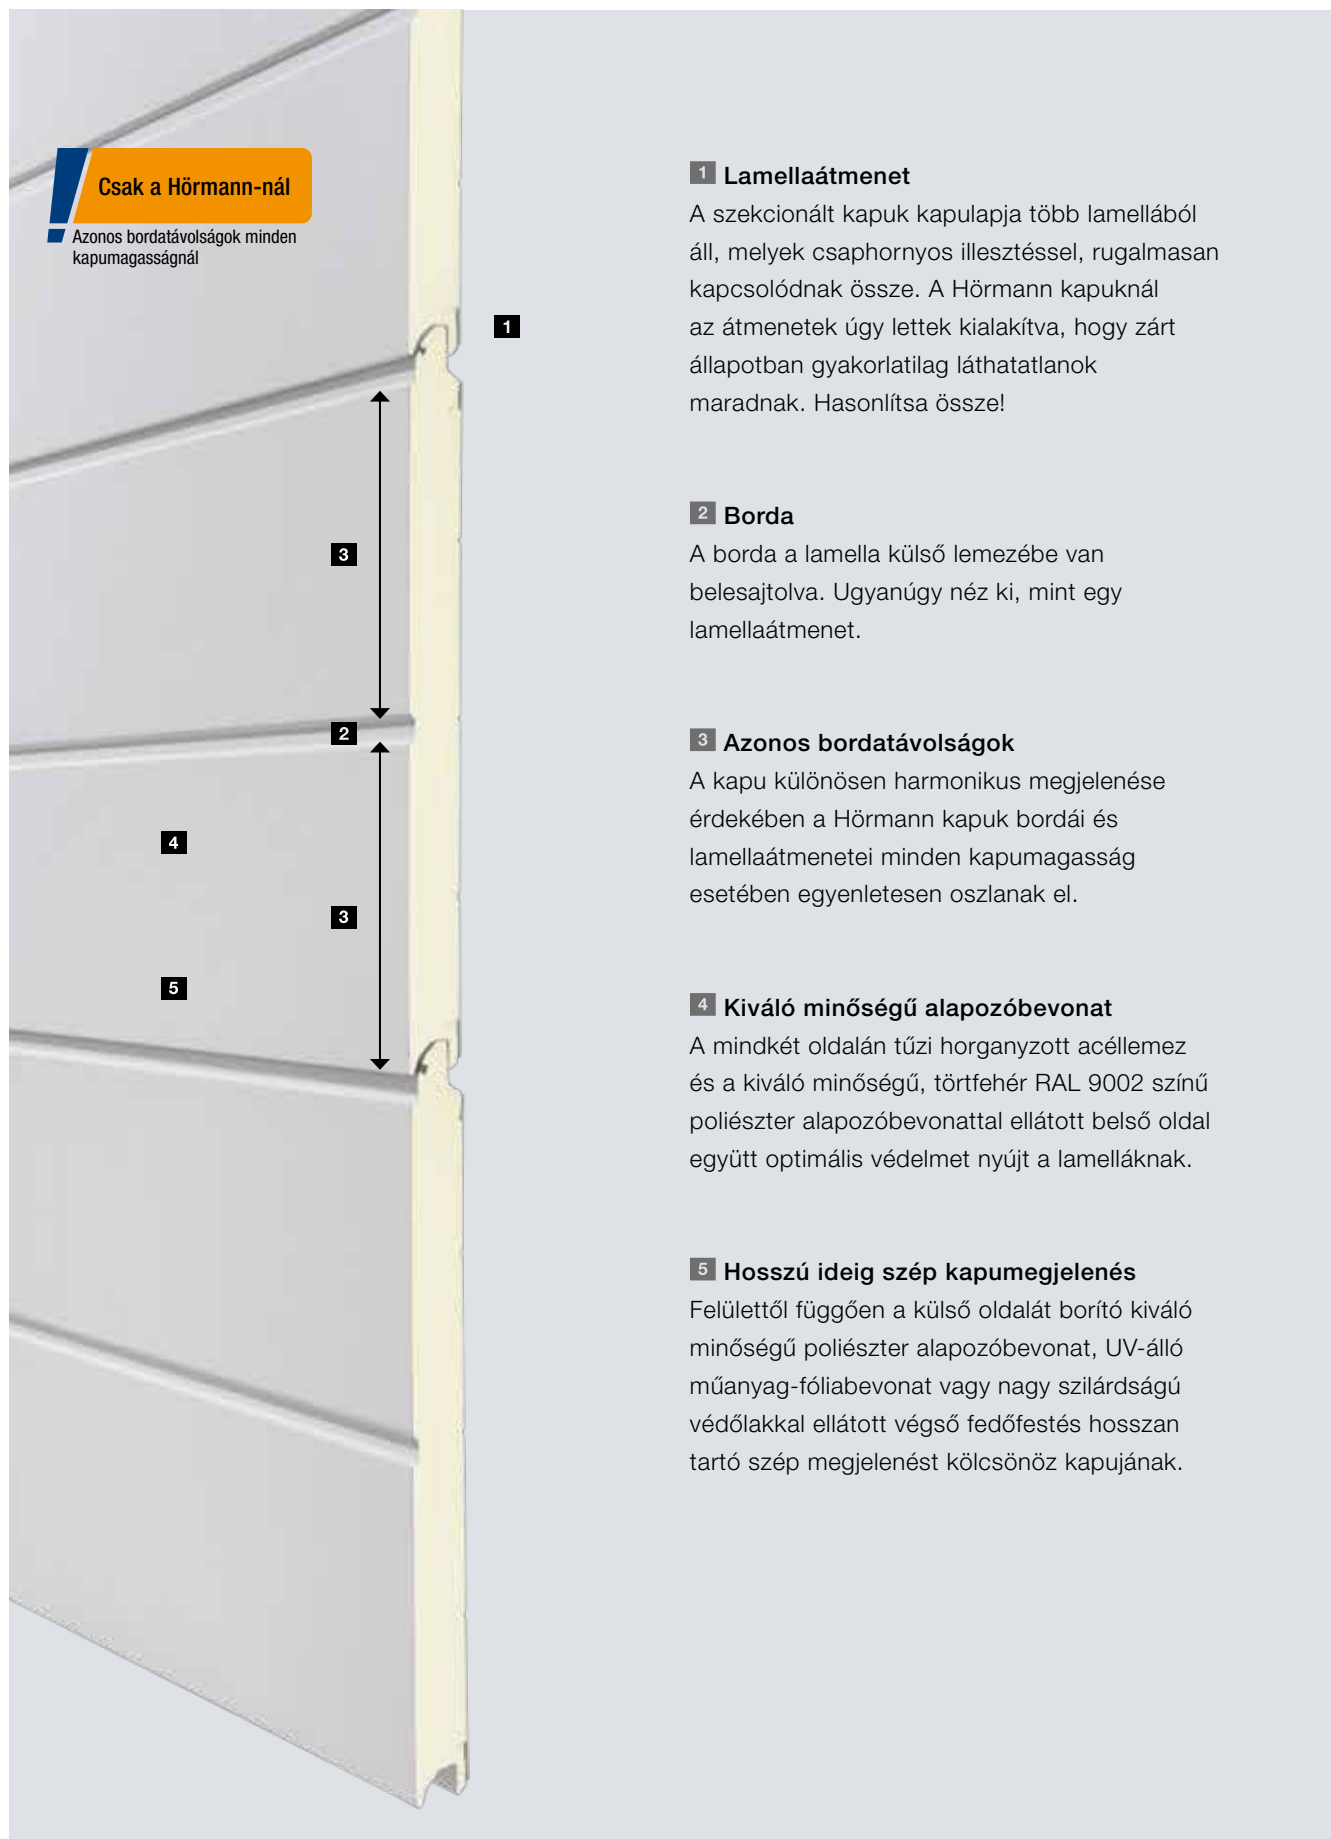 Csak a Hörmann-nál
Azonos bordatávolságok minden
kapumagasságnál
1
3
2
4
3
5
1 Lamellaátmenet
A szekcionált kapuk kapulapja több lamellából
áll, melyek csaphornyos illesztéssel, rugalmasan
kapcsolódnak össze. A Hörmann kapuknál
az átmenetek úgy lettek kialakítva, hogy zárt
állapotban gyakorlatilag láthatatlanok
maradnak. Hasonlítsa össze!
2 Borda
A borda a lamella külső lemezébe van
belesajtolva. Ugyanúgy néz ki, mint egy
lamellaátmenet.
3 Azonos bordatávolságok
A kapu különösen harmonikus megjelenése
érdekében a Hörmann kapuk bordái és
lamellaátmenetei minden kapumagasság
esetében egyenletesen oszlanak el.
4 Kiváló minőségű alapozóbevonat
A mindkét oldalán tűzi horganyzott acéllemez
és a kiváló minőségű, törtfehér RAL 9002 színű
poliészter alapozóbevonattal ellátott belső oldal
együtt optimális védelmet nyújt a lamelláknak.
5 Hosszú ideig szép kapumegjelenés
Felülettől függően a külső oldalát borító kiváló
minőségű poliészter alapozóbevonat, UV-álló
műanyag-fóliabevonat vagy nagy szilárdságú
védőlakkal ellátott végső fedőfestés hosszan
tartó szép megjelenést kölcsönöz kapujának.